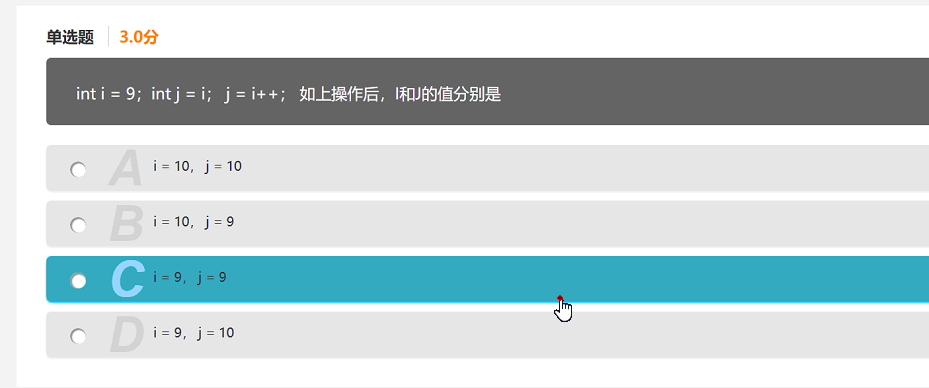 单选题 3.0分
int i = 9；int j = i； j = i++； 如上操作后，I和J的值分别是
A i = 10， j = 10
B i = 10， j = 9
C i = 9， j = 9
D i = 9， j = 10